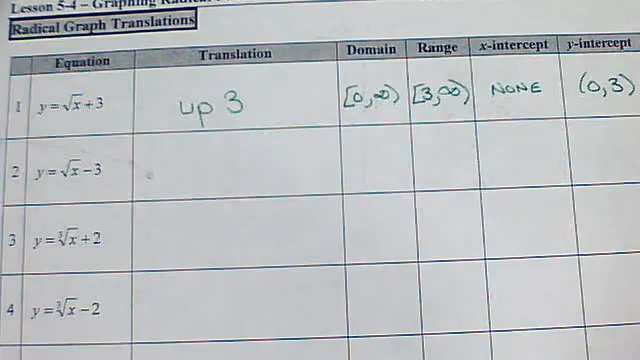 Lesson 5-4 – Graphing Radical
Radical Graph Translations
Equation Translation Domain Range x-intercept y-intercept
1 y = √x + 3 up 3 [0, ∞) [3, ∞) NONE (0, 3)
2 y = √x − 3
3 y = ∛x + 2
4 y = ∛x − 2